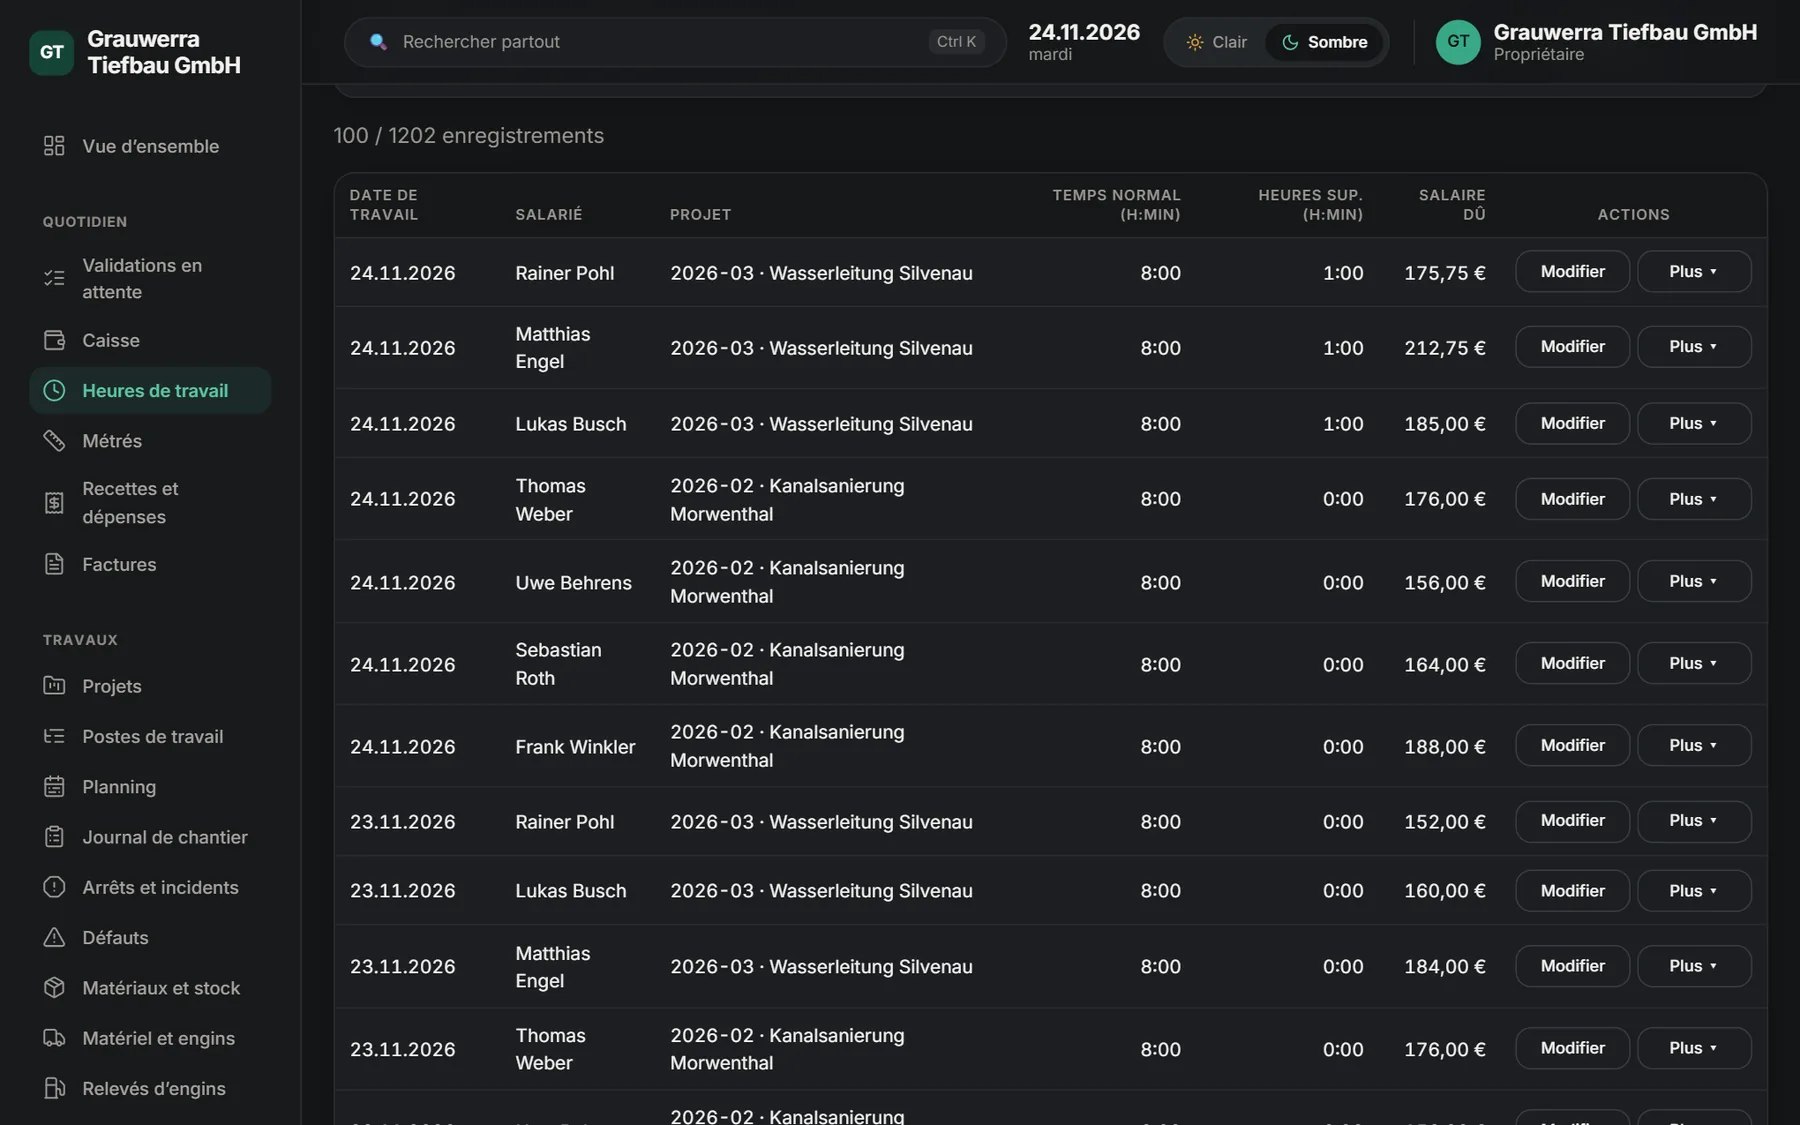 GT
Grauwerra
Tiefbau GmbH
Rechercher partout
Ctrl K
24.11.2026
mardi
Clair
Sombre
GT
Grauwerra Tiefbau GmbH
Propriétaire
Vue d’ensemble
QUOTIDIEN
Validations en
attente
Caisse
Heures de travail
Métrés
Recettes et
dépenses
Factures
TRAVAUX
Projets
Postes de travail
Planning
Journal de chantier
Arrêts et incidents
Défauts
Matériaux et stock
Matériel et engins
Relevés d’engins
100 / 1202 enregistrements
DATE DE
TRAVAIL
SALARIÉ
PROJET
TEMPS NORMAL
(H:MIN)
HEURES SUP.
(H:MIN)
SALAIRE
DÛ
ACTIONS
24.11.2026 Rainer Pohl 2026-03 · Wasserleitung Silvenau 8:00 1:00 175,75 € Modifier Plus ▾
24.11.2026 Matthias
Engel 2026-03 · Wasserleitung Silvenau 8:00 1:00 212,75 € Modifier Plus ▾
24.11.2026 Lukas Busch 2026-03 · Wasserleitung Silvenau 8:00 1:00 185,00 € Modifier Plus ▾
24.11.2026 Thomas
Weber 2026-02 · Kanalsanierung
Morwenthal 8:00 0:00 176,00 € Modifier Plus ▾
24.11.2026 Uwe Behrens 2026-02 · Kanalsanierung
Morwenthal 8:00 0:00 156,00 € Modifier Plus ▾
24.11.2026 Sebastian
Roth 2026-02 · Kanalsanierung
Morwenthal 8:00 0:00 164,00 € Modifier Plus ▾
24.11.2026 Frank Winkler 2026-02 · Kanalsanierung
Morwenthal 8:00 0:00 188,00 € Modifier Plus ▾
23.11.2026 Rainer Pohl 2026-03 · Wasserleitung Silvenau 8:00 0:00 152,00 € Modifier Plus ▾
23.11.2026 Lukas Busch 2026-03 · Wasserleitung Silvenau 8:00 0:00 160,00 € Modifier Plus ▾
23.11.2026 Matthias
Engel 2026-03 · Wasserleitung Silvenau 8:00 0:00 184,00 € Modifier Plus ▾
23.11.2026 Thomas
Weber 2026-02 · Kanalsanierung
Morwenthal 8:00 0:00 176,00 € Modifier Plus ▾
2026-02 · Kanalsanierung